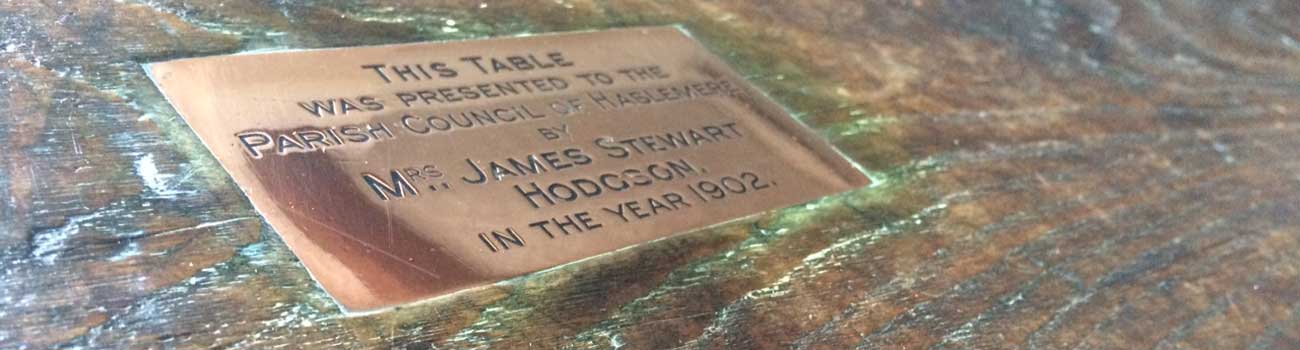 THIS TABLE
WAS PRESENTED TO THE
PARISH COUNCIL OF HASLEMERE
BY
MRS., JAMES STEWART
HODGSON,
IN THE YEAR 1902.